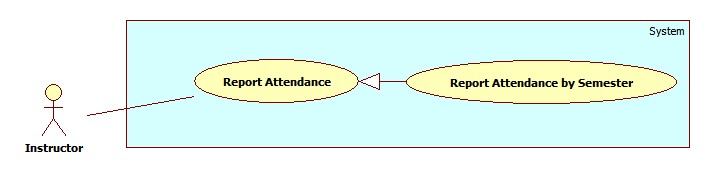 System
Report Attendance
Report Attendance by Semester
Instructor